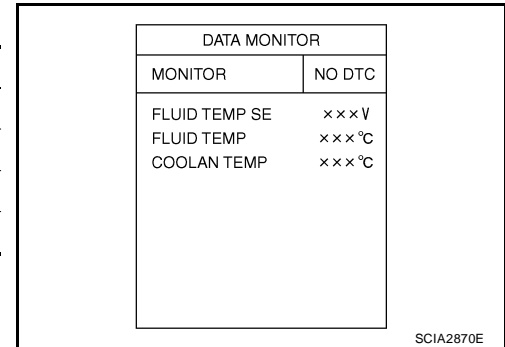 DATA MONITOR
MONITOR NO DTC
FLUID TEMP SE ×××V
FLUID TEMP ×××℃
COOLAN TEMP ×××℃
SCIA2870E